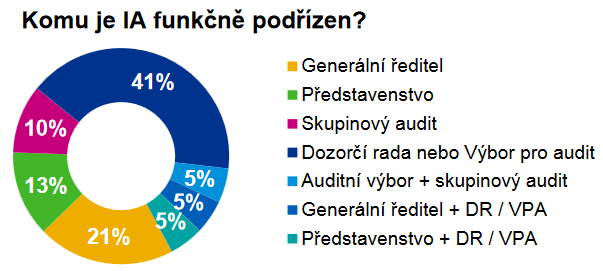 Komu je IA funkčně podřízen?
41%
10%
13%
21%
5%
5%
5%
Generální ředitel
Představenstvo
Skupinový audit
Dozorčí rada nebo Výbor pro audit
Auditní výbor + skupinový audit
Generální ředitel + DR / VPA
Představenstvo + DR / VPA